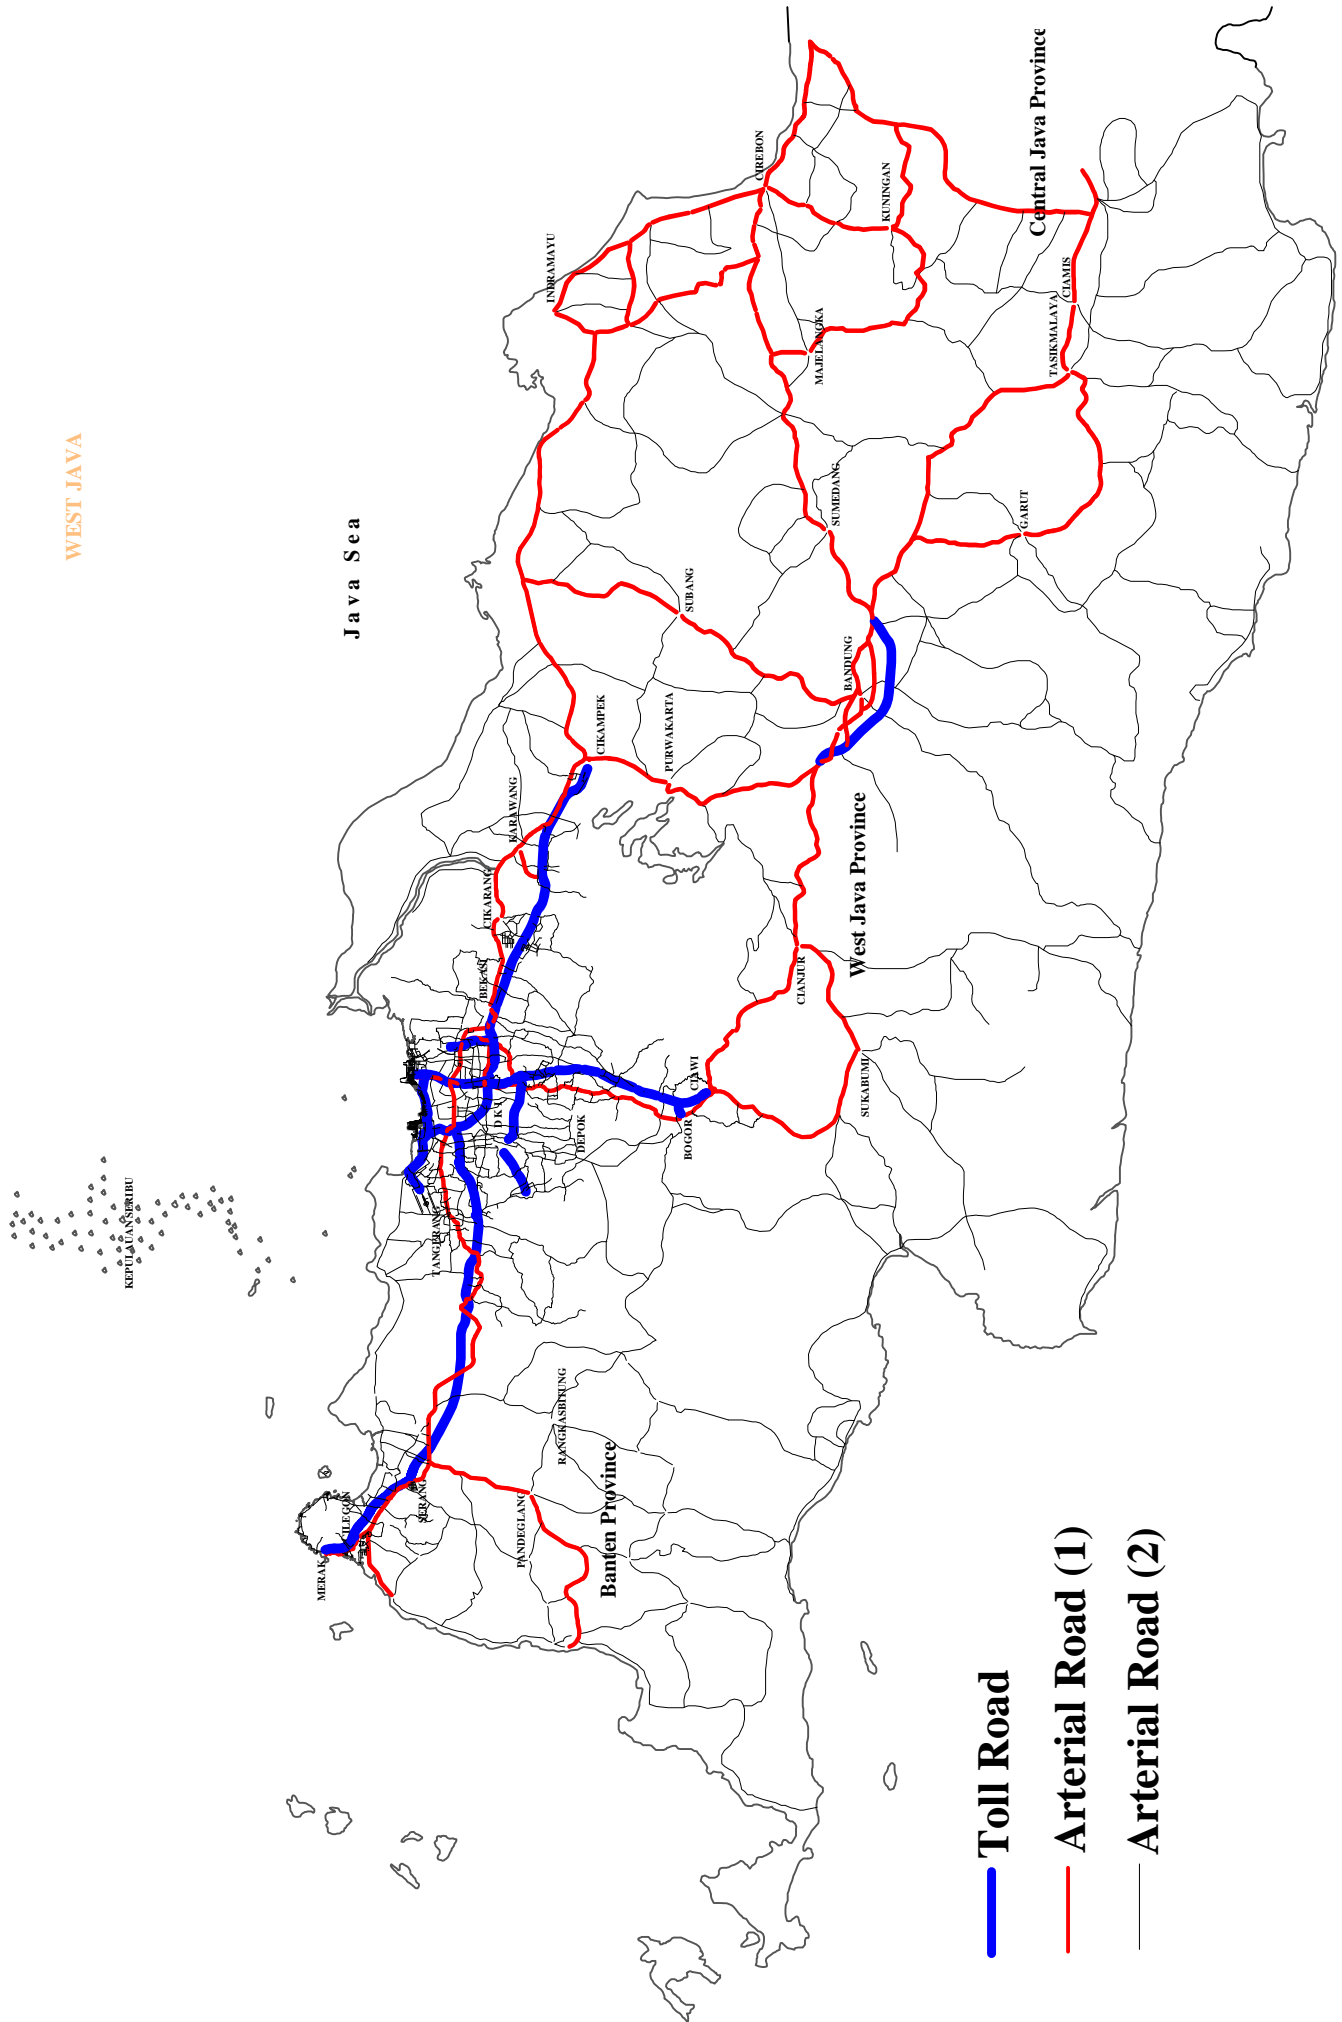 WEST JAVA
Java Sea
KEPULAUAN SERIBU
MERAK
CILEGON
SERANG
TANGERANG
PANDEGLANG
RANGKASBITUNG
Banten Province
DKI
DEPOK
BEKASI
CIKARANG
KARAWANG
CIKAMPEK
PURWAKARTA
SUBANG
INDRAMAYU
CIREBON
KUNINGAN
MAJELANGKA
SUMEDANG
BANDUNG
BOGOR
CIAWI
CIANJUR
SUKABUMI
West Java Province
GARUT
TASIKMALAYA
CIAMIS
Central Java Province
Toll Road
Arterial Road (1)
Arterial Road (2)